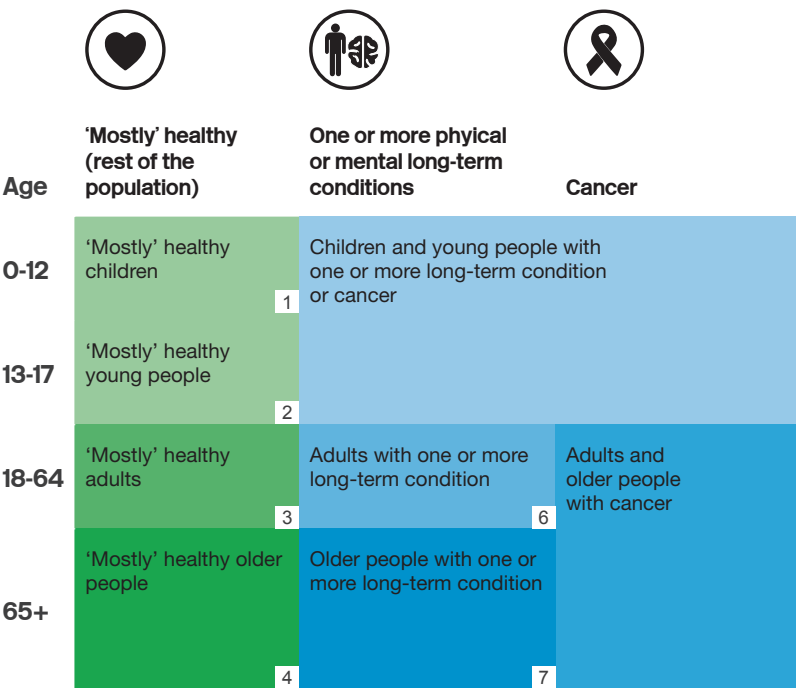 'Mostly' healthy
(rest of the
population)
One or more phyical
or mental long-term
conditions
Age
Cancer
0-12
'Mostly' healthy
children
1
Children and young people with
one or more long-term condition
or cancer
13-17
'Mostly' healthy
young people
2
18-64
'Mostly' healthy
adults
3
Adults with one or more
long-term condition
6
Adults and
older people
with cancer
65+
'Mostly' healthy older
people
4
Older people with one or
more long-term condition
7